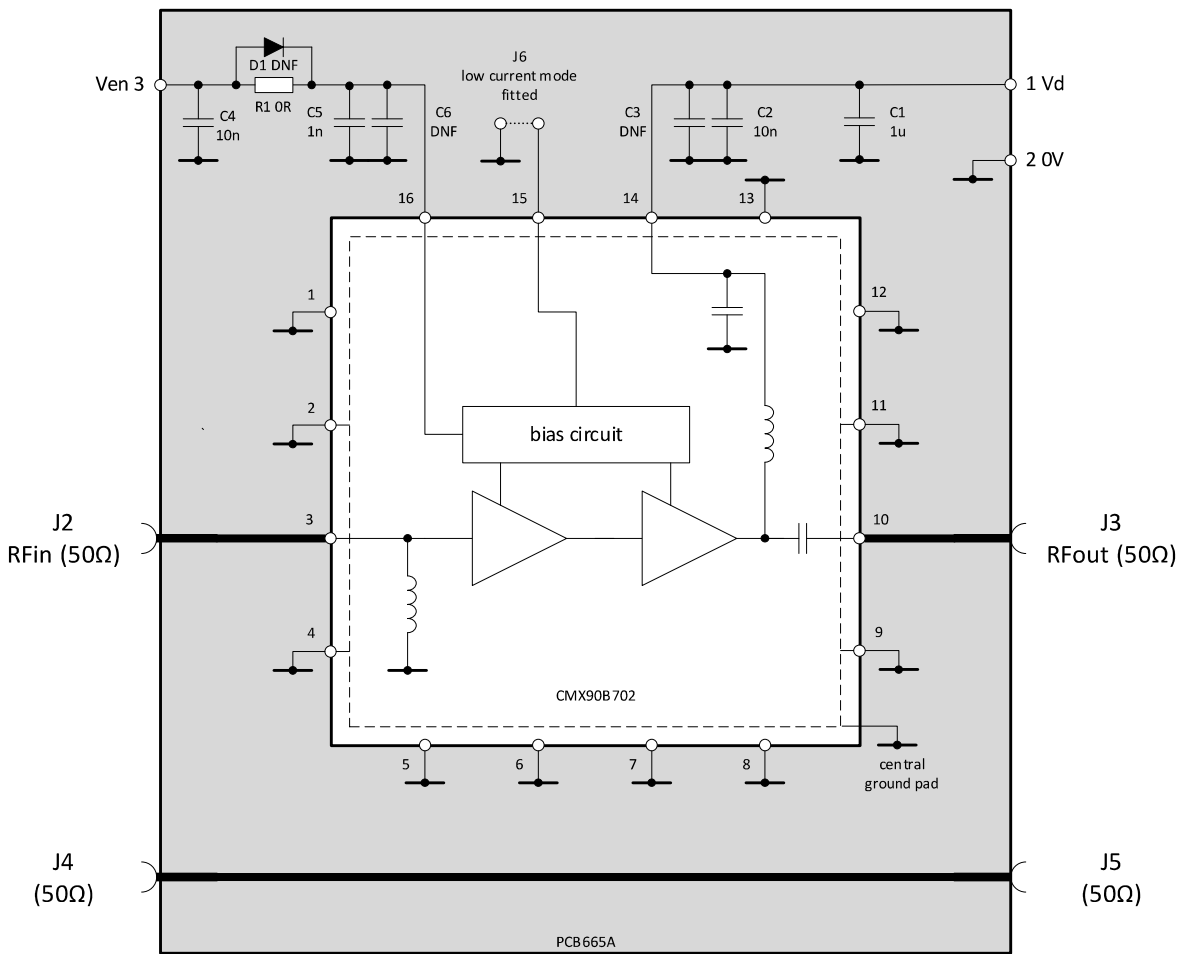 J6
low current mode
fitted
D1 DNF
Ven 3
R1 0R
C4
10n
C5
1n
C6
DNF
C3
DNF
C2
10n
C1
1u
1 Vd
2 0V
16
15
14
13
1
12
2
11
bias circuit
J2
RFin (50Ω)
3
10
J3
RFout (50Ω)
4
9
CMX90B702
5
6
7
8
central
ground pad
J4
(50Ω)
J5
(50Ω)
PCB665A